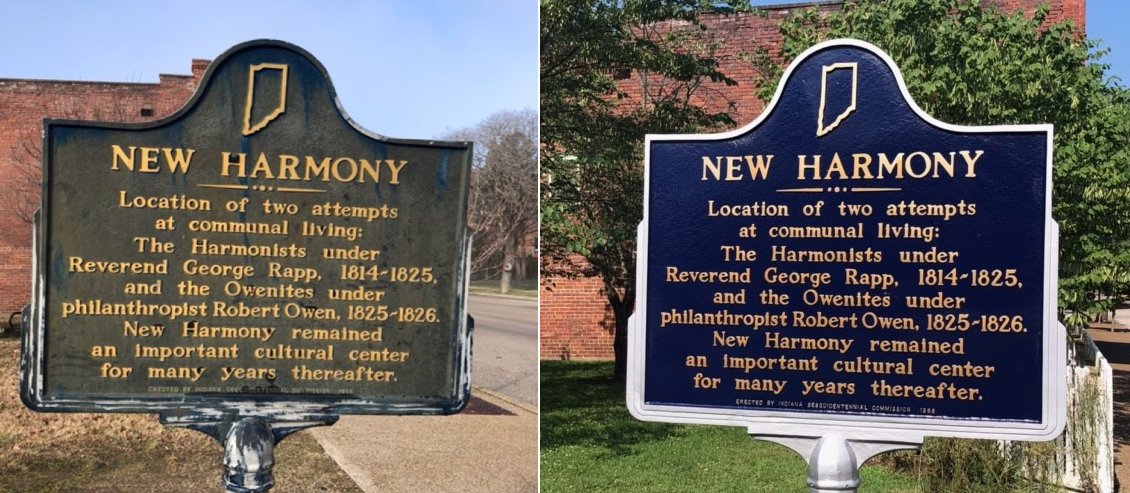 NEW HARMONY
Location of two attempts
at communal living:
The Harmonists under
Reverend George Rapp, 1814-1825,
and the Owenites under
philanthropist Robert Owen, 1825-1826.
New Harmony remained
an important cultural center
for many years thereafter.
ERECTED BY INDIANA SESQUICENTENNIAL COMMISSION 1966
NEW HARMONY
Location of two attempts
at communal living:
The Harmonists under
Reverend George Rapp, 1814-1825,
and the Owenites under
philanthropist Robert Owen, 1825-1826.
New Harmony remained
an important cultural center
for many years thereafter.
ERECTED BY INDIANA SESQUICENTENNIAL COMMISSION 1966